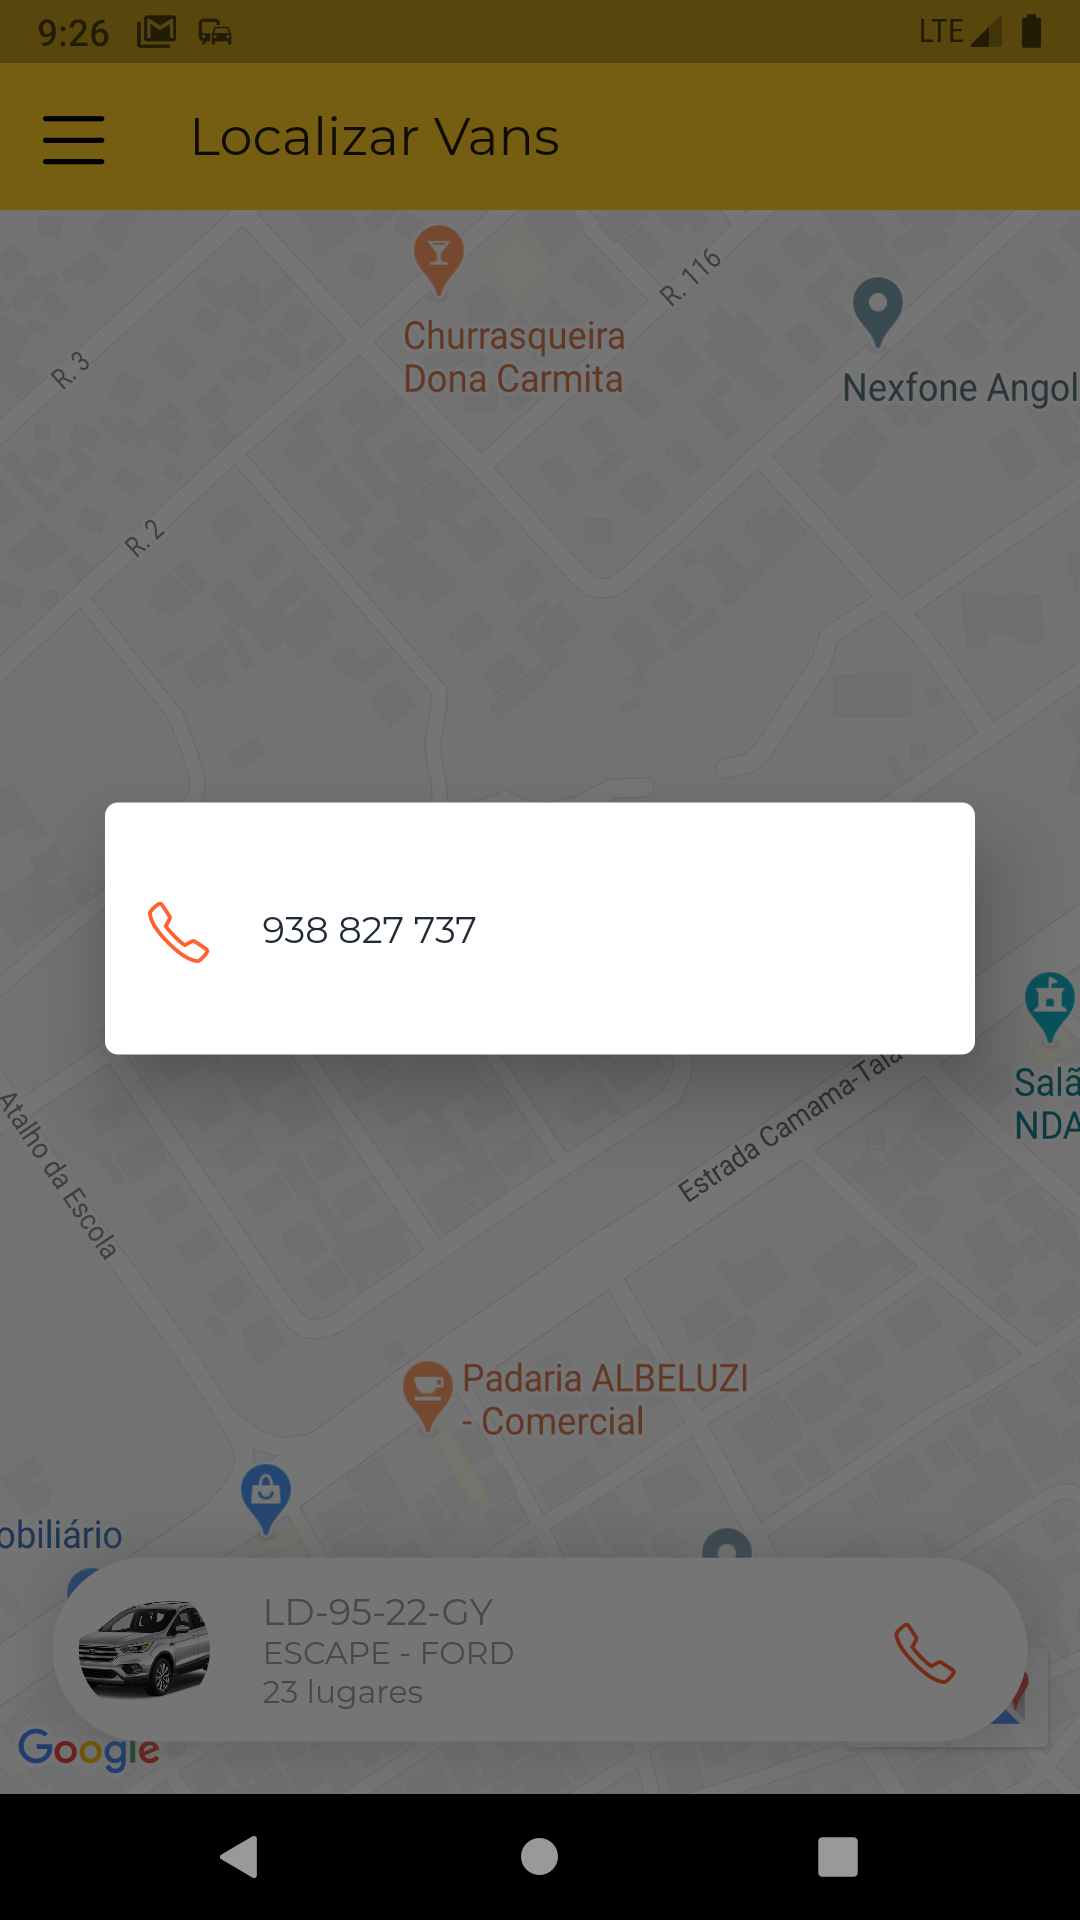 9:26
LTE
Localizar Vans
R. 116
Churrasqueira
Dona Carmita
R. 3
Nexfone Angol
R. 2
938 827 737
Salã
NDA
Estrada Camama-Tala
Atalho da Escola
Padaria ALBELUZI
- Comercial
obiliário
LD-95-22-GY
ESCAPE - FORD
23 lugares
Google